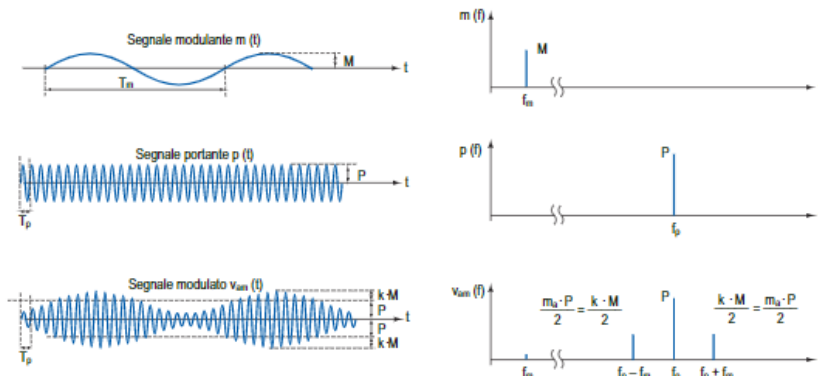 Segnale modulante m (t)
M
t
Tm
m (f)
M
fm
Segnale portante p (t)
P
t
Tp
p (f)
P
fp
Segnale modulato vam (t)
k·M
P
t
P
k·M
Tp
vam (f)
ma·P/2 = k·M/2
P
k·M/2 = ma·P/2
fm
fp – fm
fp
fp + fm